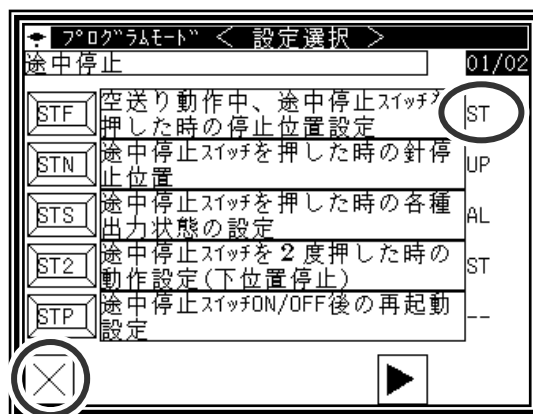 ﾌﾟﾛｸﾞﾗﾑﾓｰﾄﾞ < 設定選択 >
途中停止 01/02
STF 空送り動作中、途中停止ｽｲｯﾁｦ ST
押した時の停止位置設定
STN 途中停止ｽｲｯﾁを押した時の針停 UP
止位置
STS 途中停止ｽｲｯﾁを押した時の各種 AL
出力状態の設定
ST2 途中停止ｽｲｯﾁを２度押した時の ST
動作設定(下位置停止)
STP 途中停止ｽｲｯﾁON/OFF後の再起動 --
設定